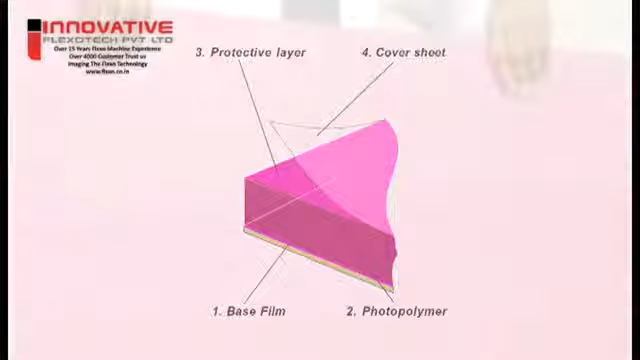 INNOVATIVE
FLEXOTECH PVT LTD
Over 15 Years Flexo Machine Experience
Over 4000 Customer Trust us
Imaging The Flexo Technology
www.flexo.co.in
3. Protective layer
4. Cover sheet
1. Base Film
2. Photopolymer